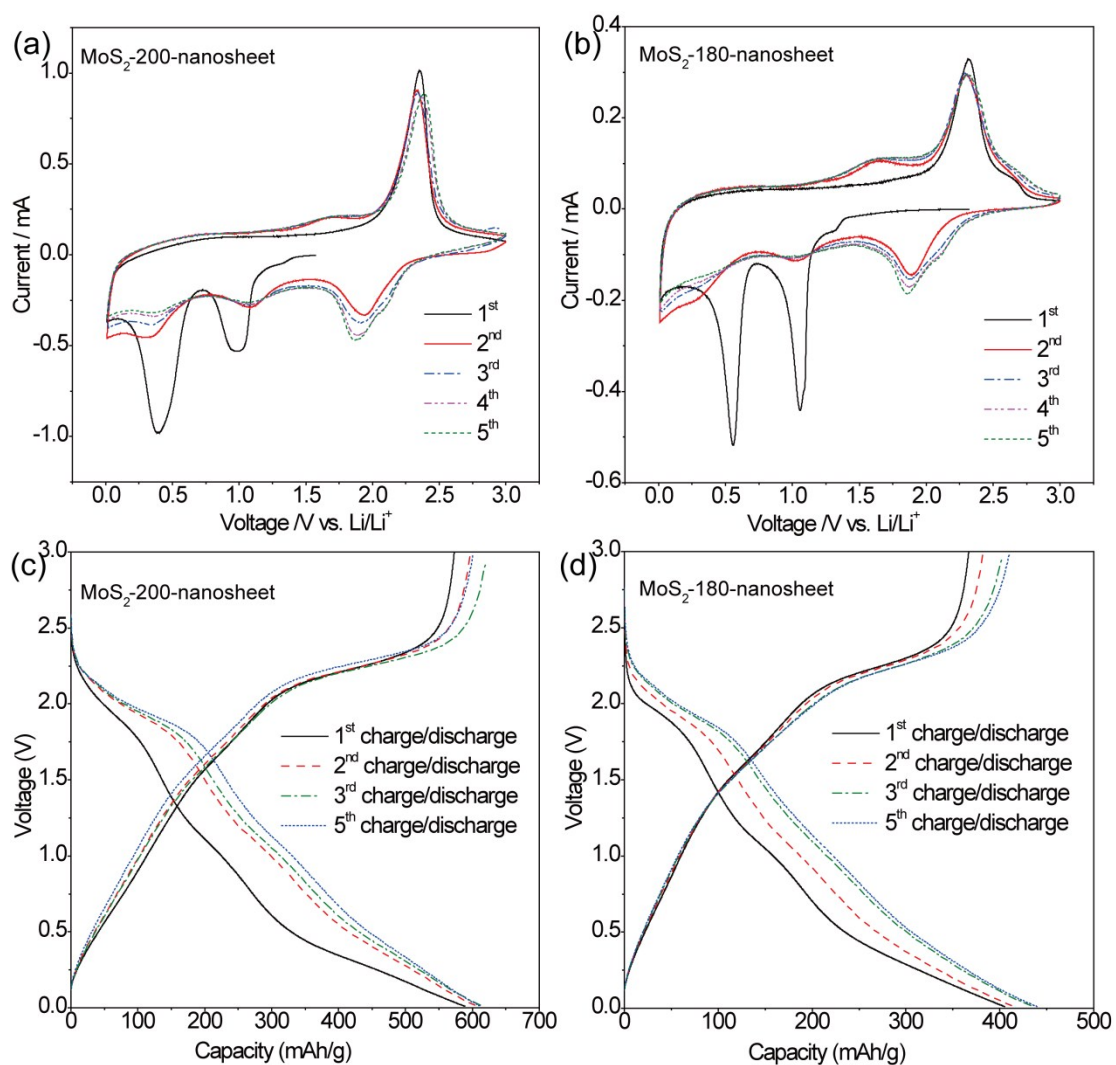 (a)
MoS2-200-nanosheet
Current / mA
1.0
0.5
0.0
-0.5
-1.0
1st
2nd
3rd
4th
5th
0.0 0.5 1.0 1.5 2.0 2.5 3.0
Voltage /V vs. Li/Li+
(b)
MoS2-180-nanosheet
Current / mA
0.4
0.2
0.0
-0.2
-0.4
-0.6
1st
2nd
3rd
4th
5th
0.0 0.5 1.0 1.5 2.0 2.5 3.0
Voltage /V vs. Li/Li+
(c)
MoS2-200-nanosheet
Voltage (V)
3.0
2.5
2.0
1.5
1.0
0.5
0.0
1st charge/discharge
2nd charge/discharge
3rd charge/discharge
5th charge/discharge
0 100 200 300 400 500 600 700
Capacity (mAh/g)
(d)
MoS2-180-nanosheet
Voltage (V)
3.0
2.5
2.0
1.5
1.0
0.5
0.0
1st charge/discharge
2nd charge/discharge
3rd charge/discharge
5th charge/discharge
0 100 200 300 400 500
Capacity (mAh/g)